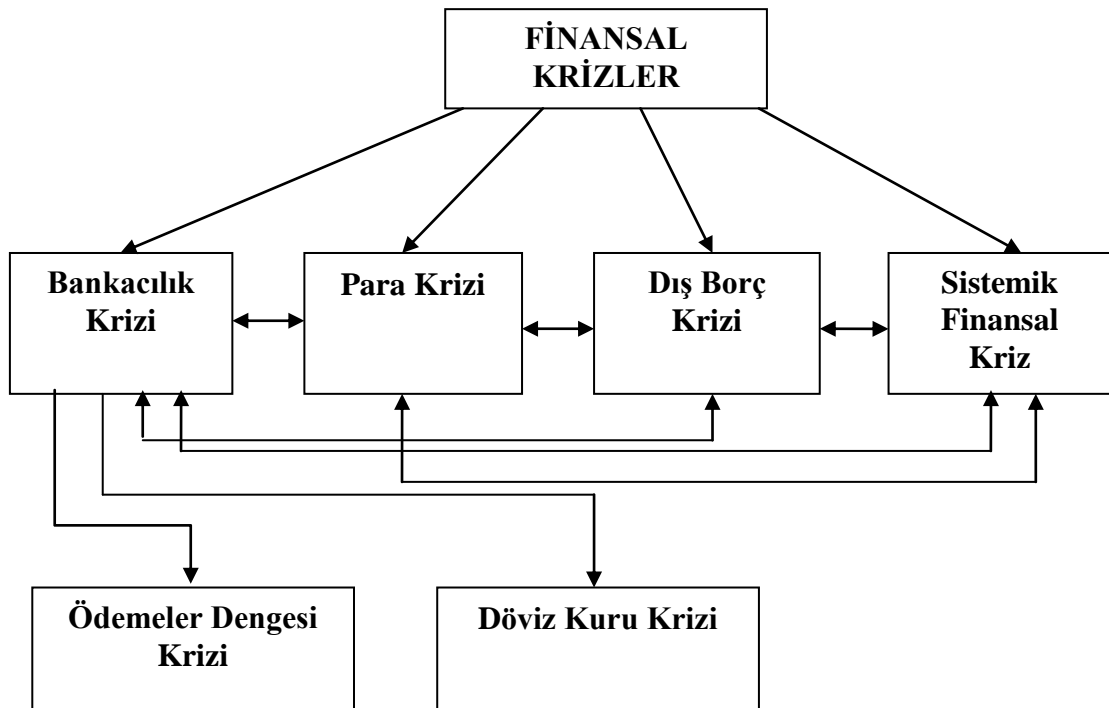 FİNANSAL
KRİZLER
Bankacılık
Krizi
Para Krizi
Dış Borç
Krizi
Sistemik
Finansal
Kriz
Ödemeler Dengesi
Krizi
Döviz Kuru Krizi